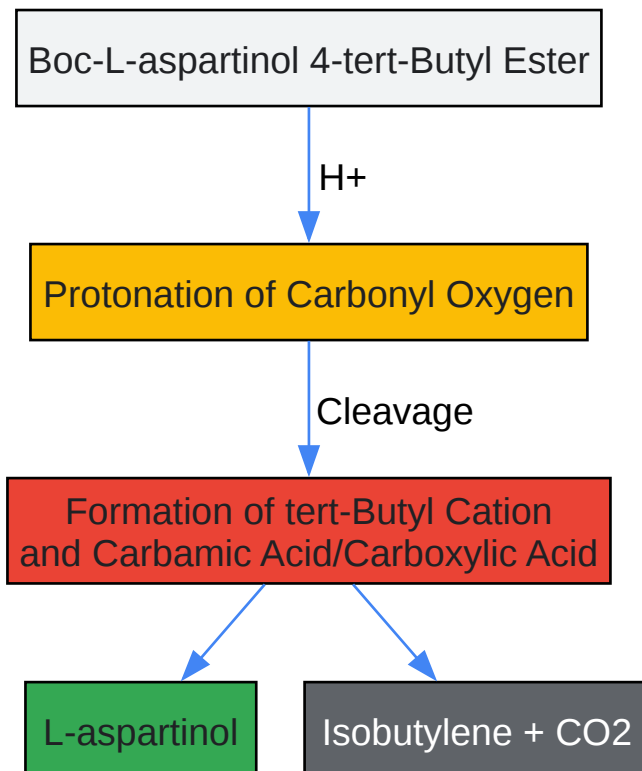 Boc-L-aspartinol 4-tert-Butyl Ester
H+
Protonation of Carbonyl Oxygen
Cleavage
Formation of tert-Butyl Cation
and Carbamic Acid/Carboxylic Acid
L-aspartinol
Isobutylene + CO2